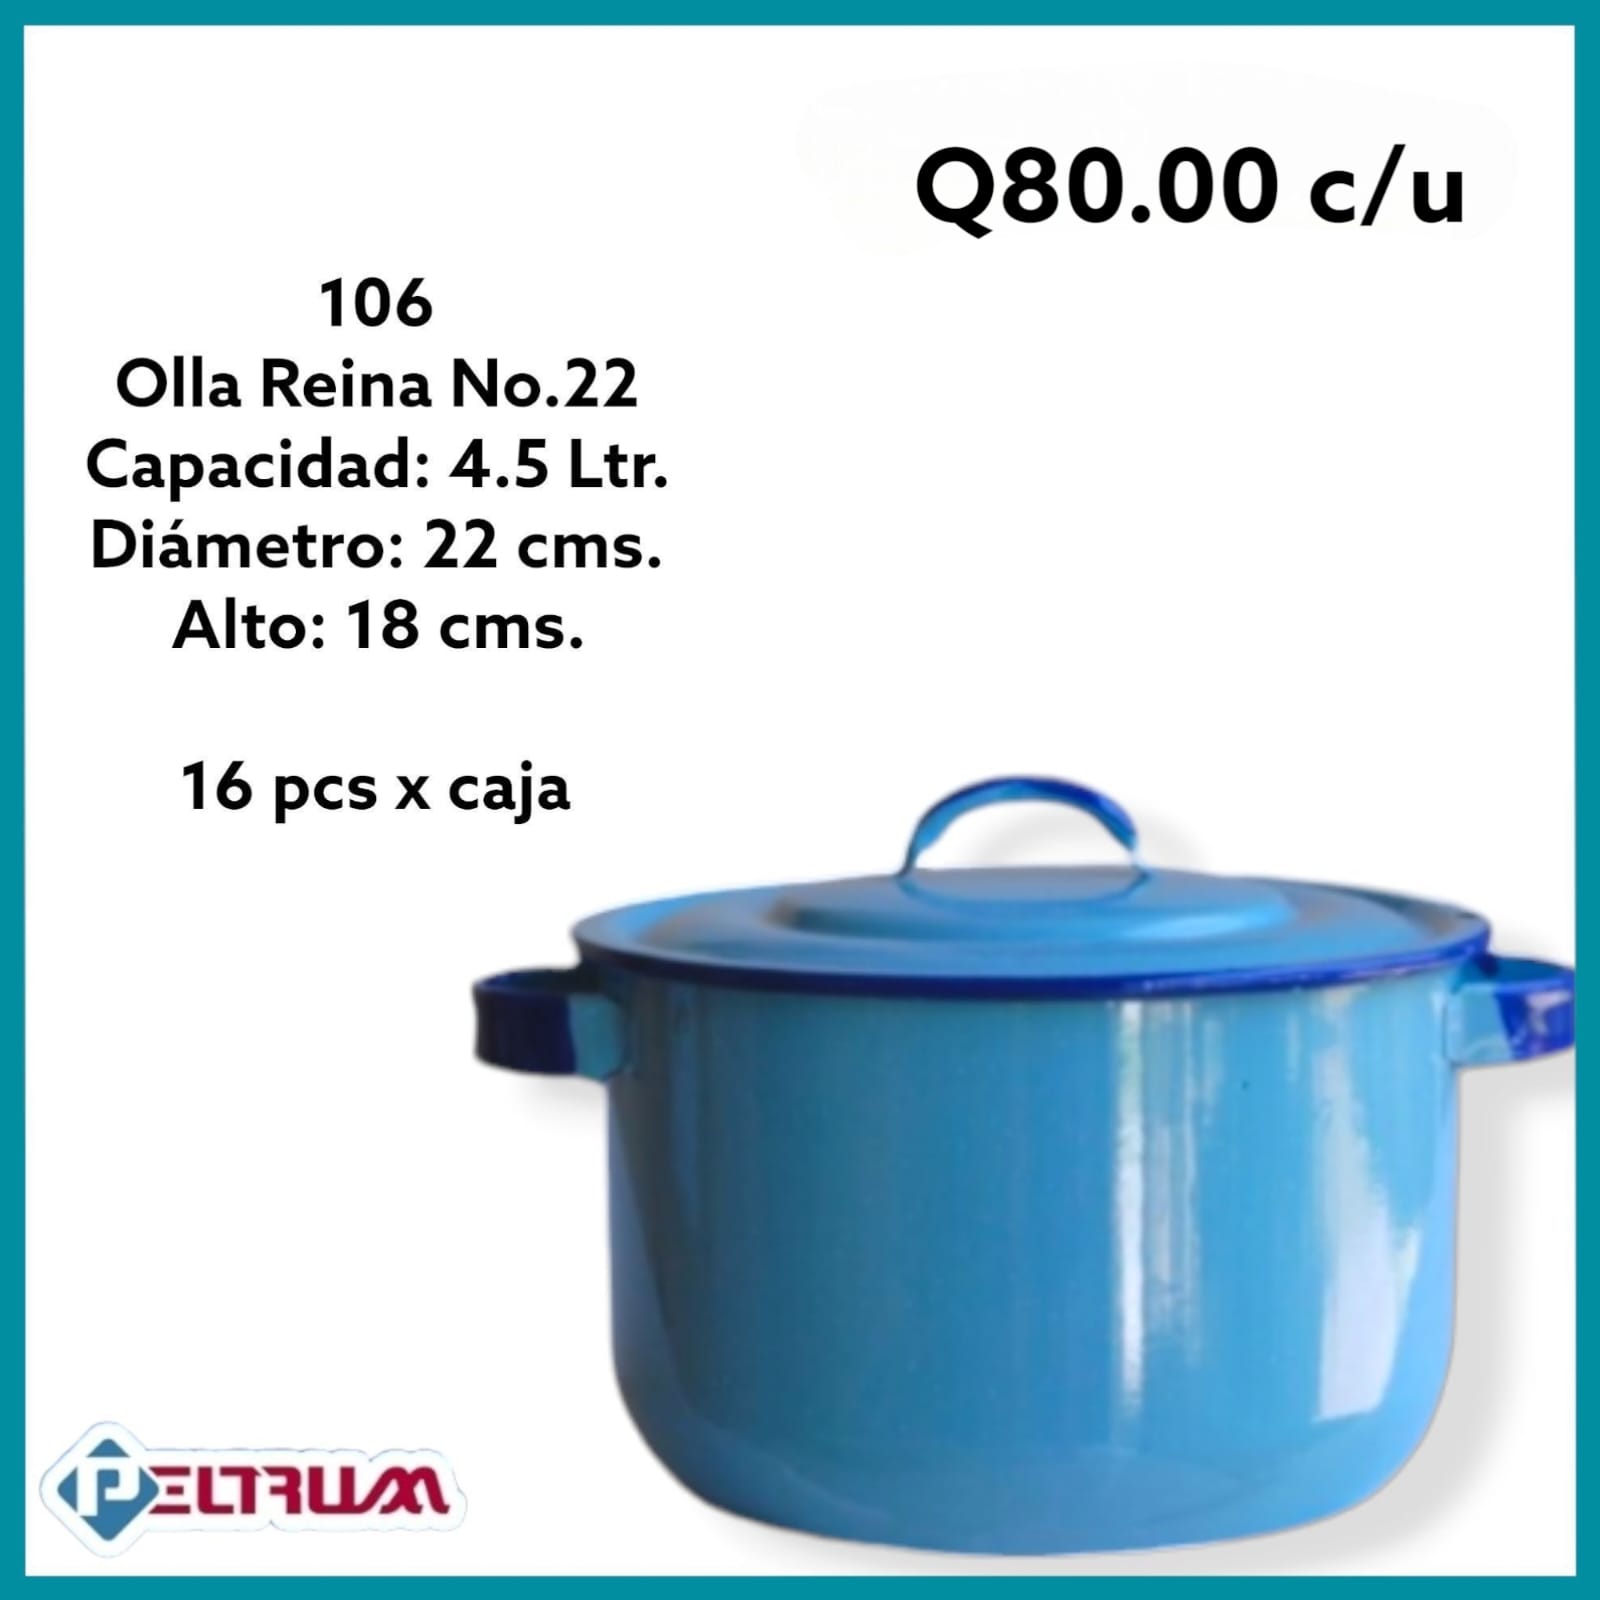 Q80.00 c/u
106
Olla Reina No.22
Capacidad: 4.5 Ltr.
Diámetro: 22 cms.
Alto: 18 cms.
16 pcs x caja
PELTRUM